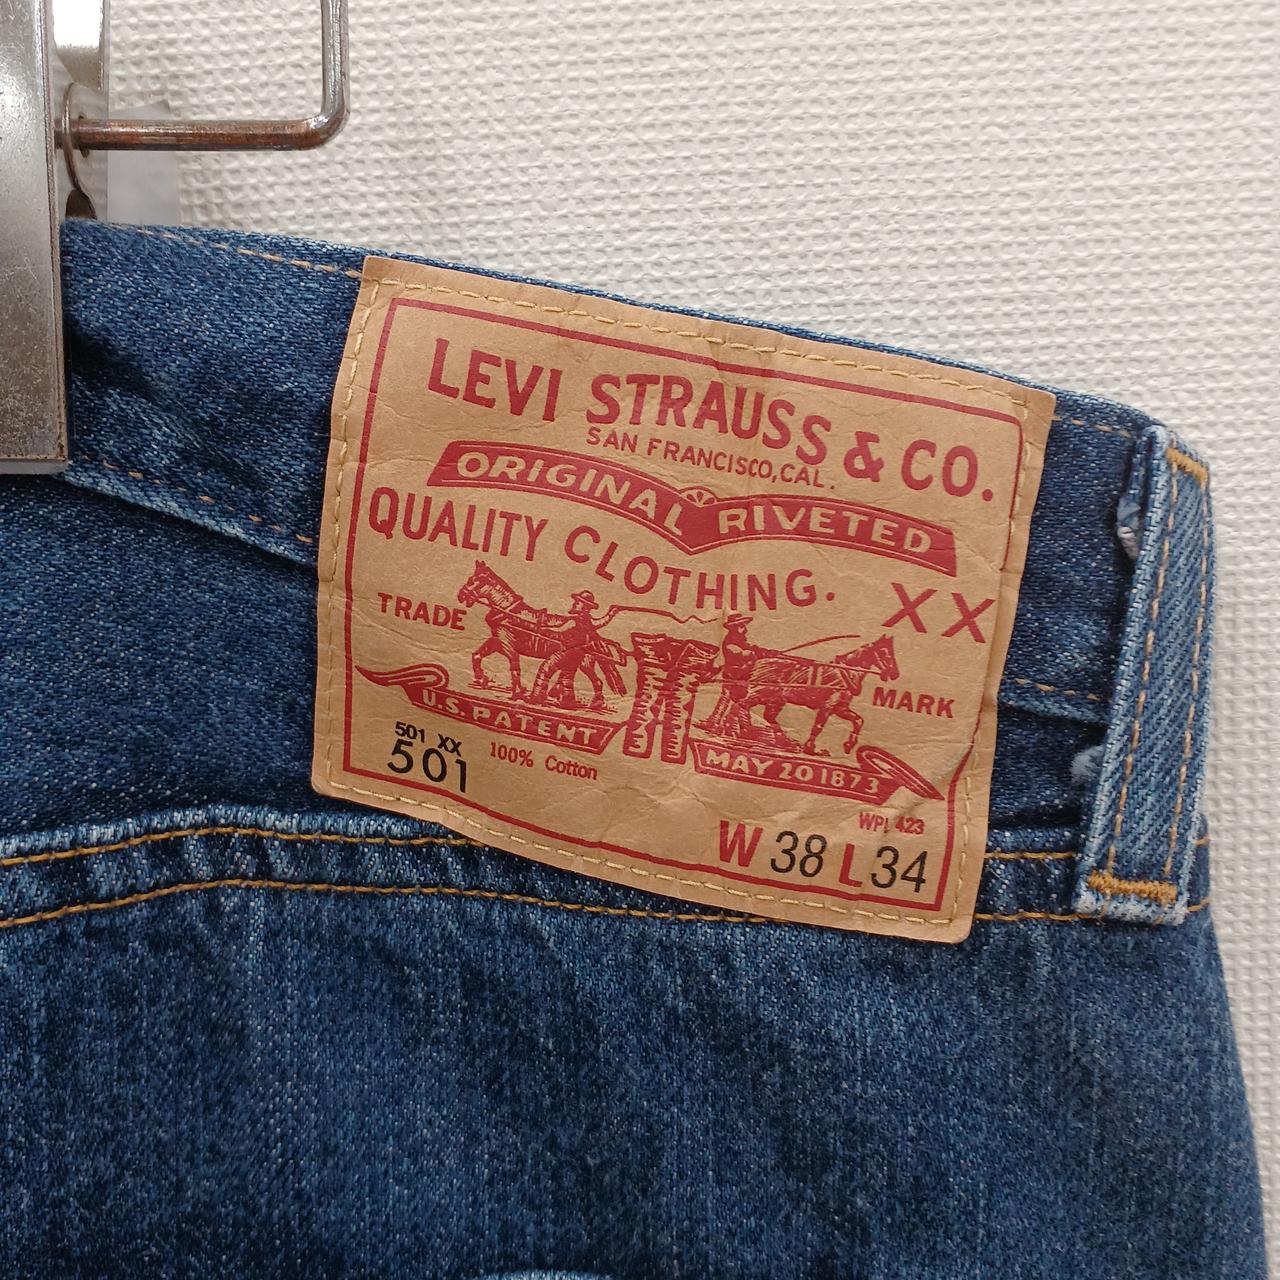 LEVI STRAUSS & CO.
SAN FRANCISCO, CAL.
ORIGINAL RIVETED
QUALITY CLOTHING.
XX
TRADE MARK
U.S. PATENT MAY 20 1873
501 XX
501
100% Cotton
WPL 423
W 38 L 34